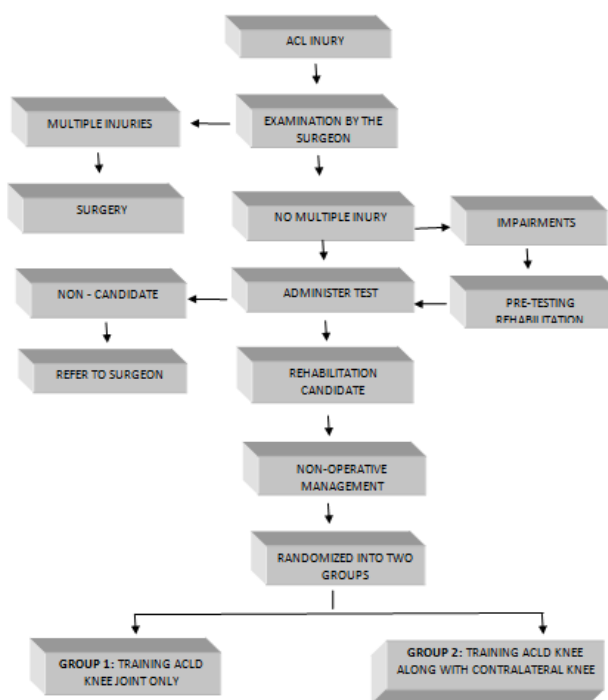 ACL INURY
MULTIPLE INJURIES
EXAMINATION BY THE
SURGEON
SURGERY
NO MULTIPLE INURY
IMPAIRMENTS
NON - CANDIDATE
ADMINISER TEST
PRE-TESTING
REHABILITATION
REFER TO SURGEON
REHABILITATION
CANDIDATE
NON-OPERATIVE
MANAGEMENT
RANDOMIZED INTO TWO
GROUPS
GROUP 1: TRAINING ACLD
KNEE JOINT ONLY
GROUP 2: TRAINING ACLD KNEE
ALONG WITH CONTRALATERAL KNEE